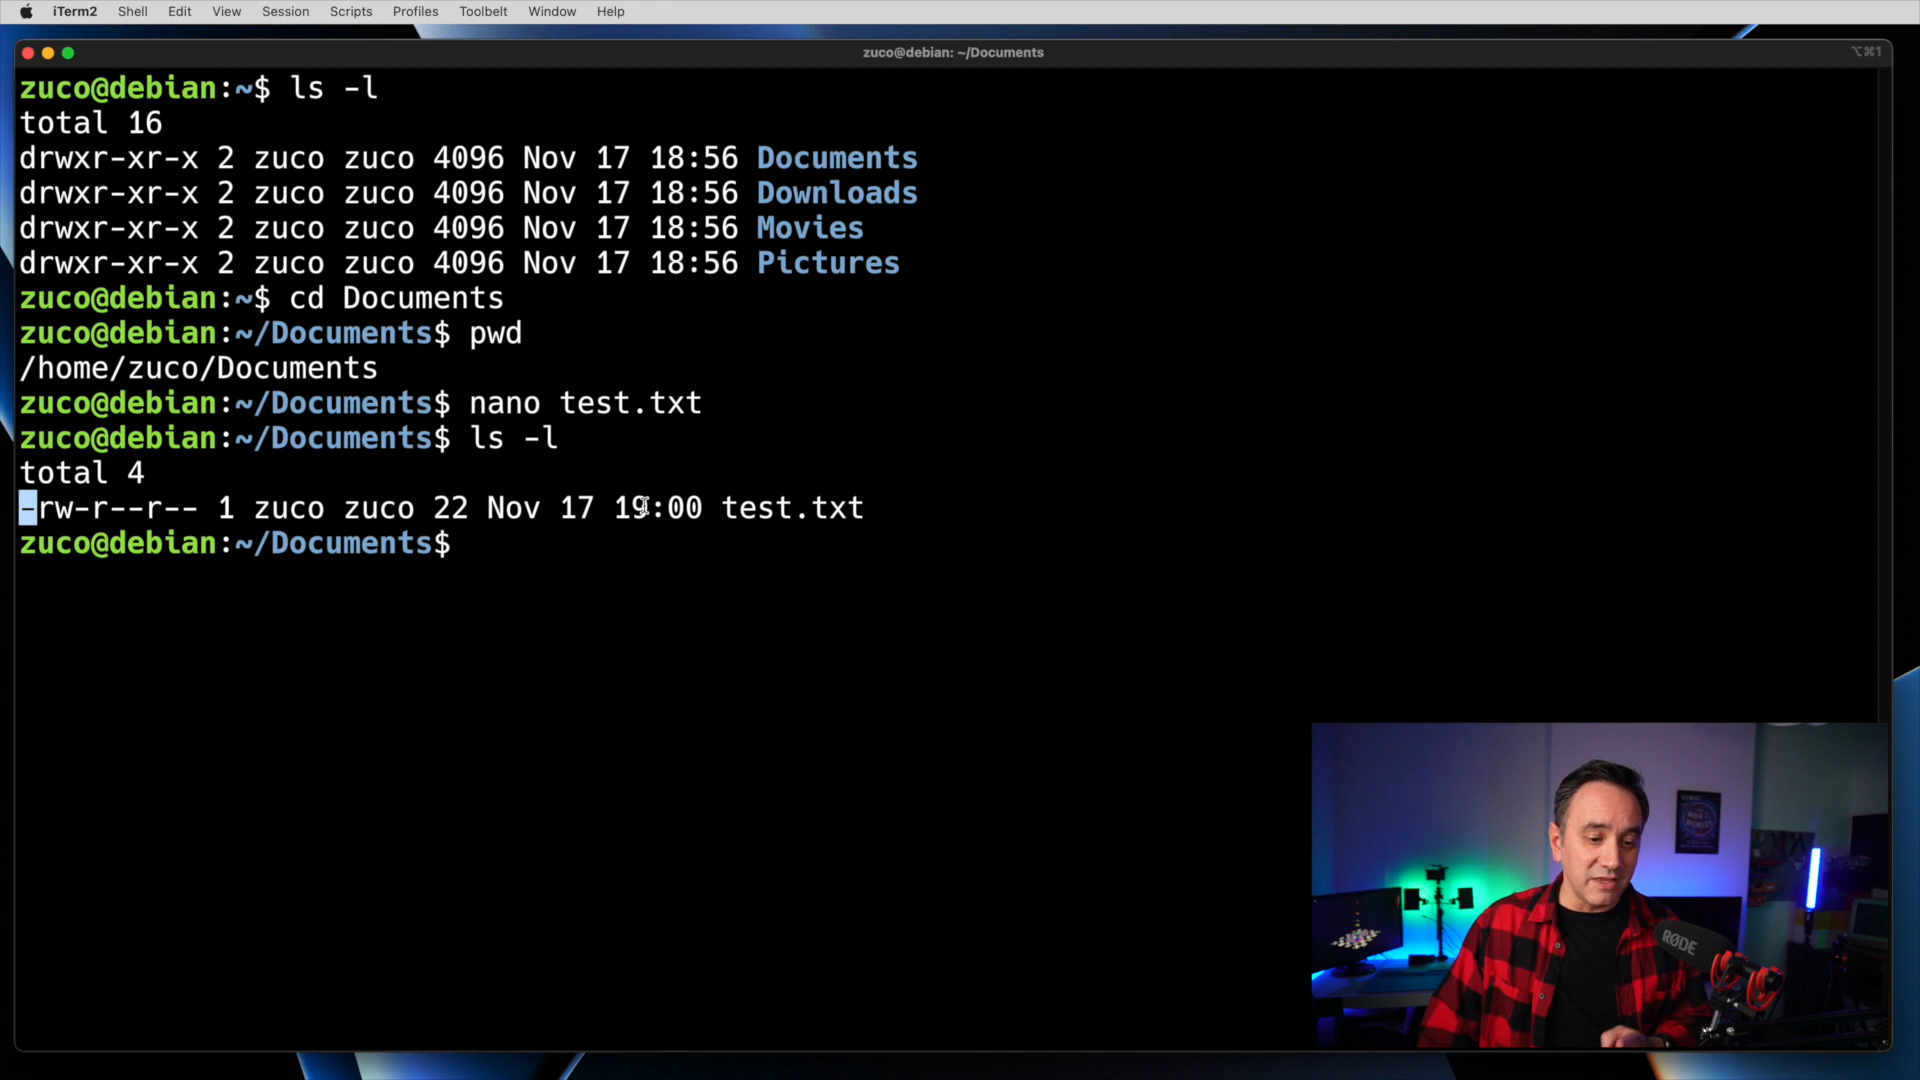 iTerm2 Shell Edit View Session Scripts Profiles Toolbelt Window Help
zuco@debian: ~/Documents
⌥⌘1
zuco@debian:~$ ls -l
total 16
drwxr-xr-x 2 zuco zuco 4096 Nov 17 18:56 Documents
drwxr-xr-x 2 zuco zuco 4096 Nov 17 18:56 Downloads
drwxr-xr-x 2 zuco zuco 4096 Nov 17 18:56 Movies
drwxr-xr-x 2 zuco zuco 4096 Nov 17 18:56 Pictures
zuco@debian:~$ cd Documents
zuco@debian:~/Documents$ pwd
/home/zuco/Documents
zuco@debian:~/Documents$ nano test.txt
zuco@debian:~/Documents$ ls -l
total 4
-rw-r--r-- 1 zuco zuco 22 Nov 17 19:00 test.txt
zuco@debian:~/Documents$
WAR
WORLDS
RØDE